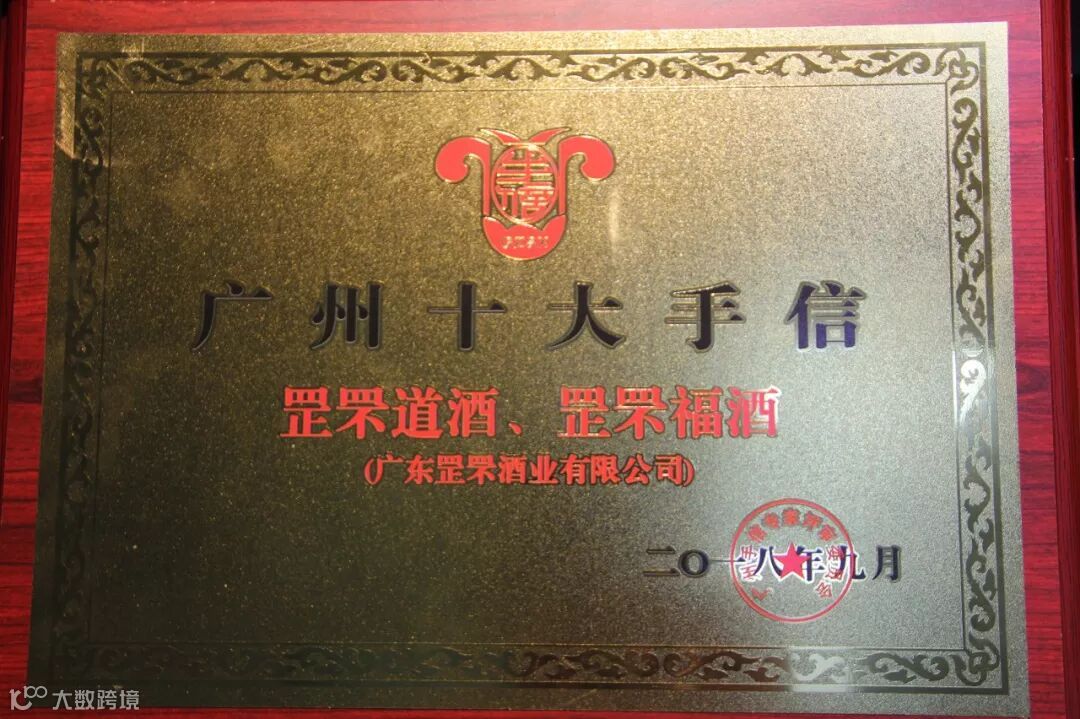 广州十大手信
罡罘道酒、罡罘福酒
(广东罡罘酒业有限公司)
二〇一八年九月
大数跨境